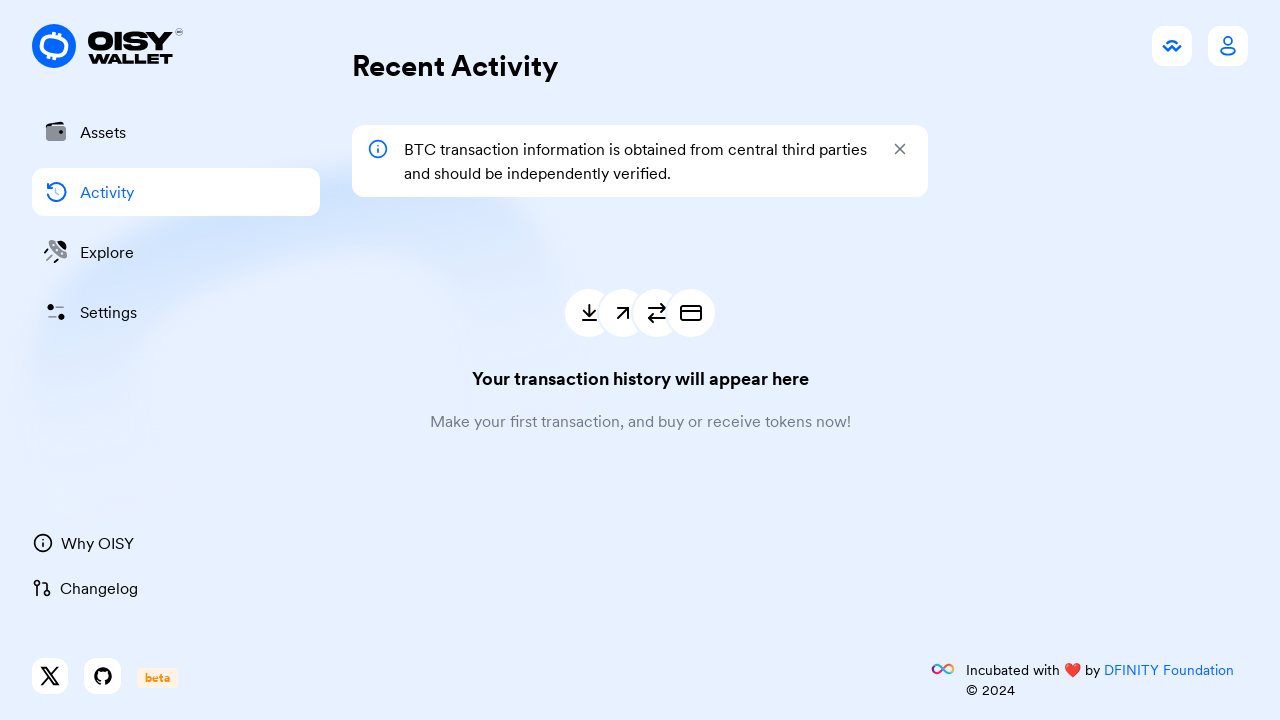 OISY
WALLET
Recent Activity
Assets
BTC transaction information is obtained from central third parties
and should be independently verified.
Activity
Explore
Settings
Your transaction history will appear here
Make your first transaction, and buy or receive tokens now!
Why OISY
Changelog
beta
Incubated with ❤️ by DFINITY Foundation
© 2024